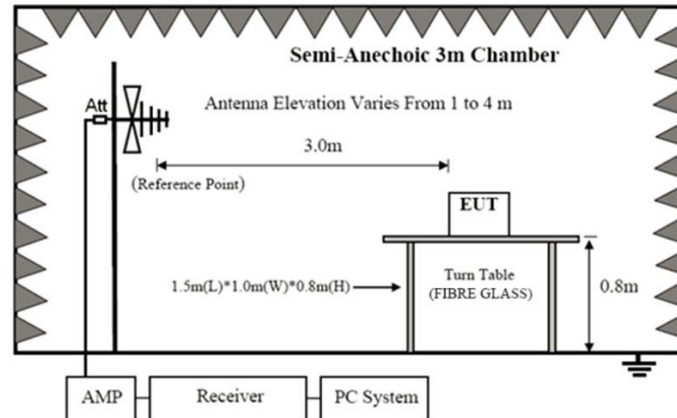 Semi-Anechoic 3m Chamber
Att
Antenna Elevation Varies From 1 to 4 m
3.0m
(Reference Point)
EUT
1.5m(L)*1.0m(W)*0.8m(H)
Turn Table
(FIBRE GLASS)
0.8m
AMP
Receiver
PC System